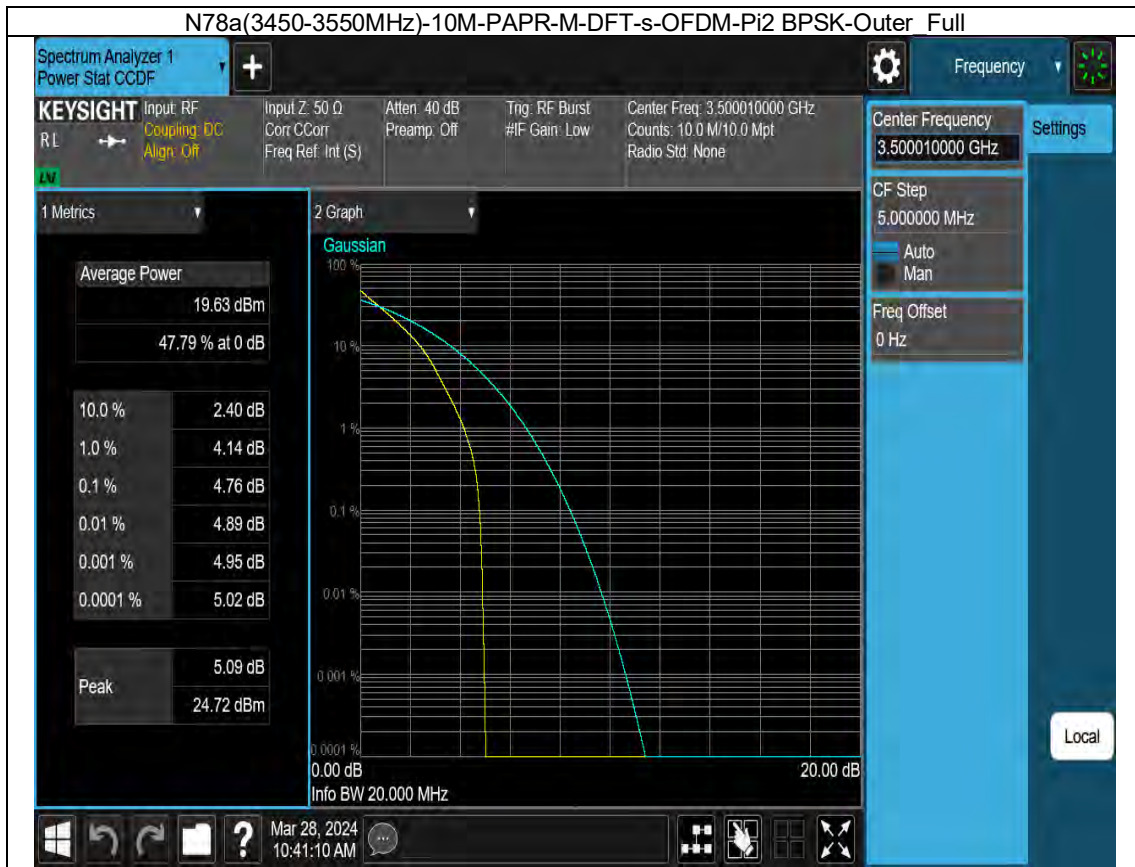 N78a(3450-3550MHz)-10M-PAPR-M-DFT-s-OFDM-Pi2 BPSK-Outer_Full
Spectrum Analyzer 1
Power Stat CCDF
+
Frequency
KEYSIGHT
RL
LXI
Input: RF
Coupling: DC
Align: Off
Input Z: 50 Ω
Corr CCorr
Freq Ref: Int (S)
Atten: 40 dB
Preamp: Off
Trig: RF Burst
#IF Gain: Low
Center Freq: 3.500010000 GHz
Counts: 10.0 M/10.0 Mpt
Radio Std: None
Center Frequency
3.500010000 GHz
Settings
CF Step
5.000000 MHz
Auto
Man
Freq Offset
0 Hz
1 Metrics
Average Power
19.63 dBm
47.79 % at 0 dB
10.0 % 2.40 dB
1.0 % 4.14 dB
0.1 % 4.76 dB
0.01 % 4.89 dB
0.001 % 4.95 dB
0.0001 % 5.02 dB
Peak
5.09 dB
24.72 dBm
2 Graph
Gaussian
100 %
10 %
1 %
0.1 %
0.01 %
0.001 %
0.0001 %
0.00 dB 20.00 dB
Info BW 20.000 MHz
Local
?
Mar 28, 2024
10:41:10 AM